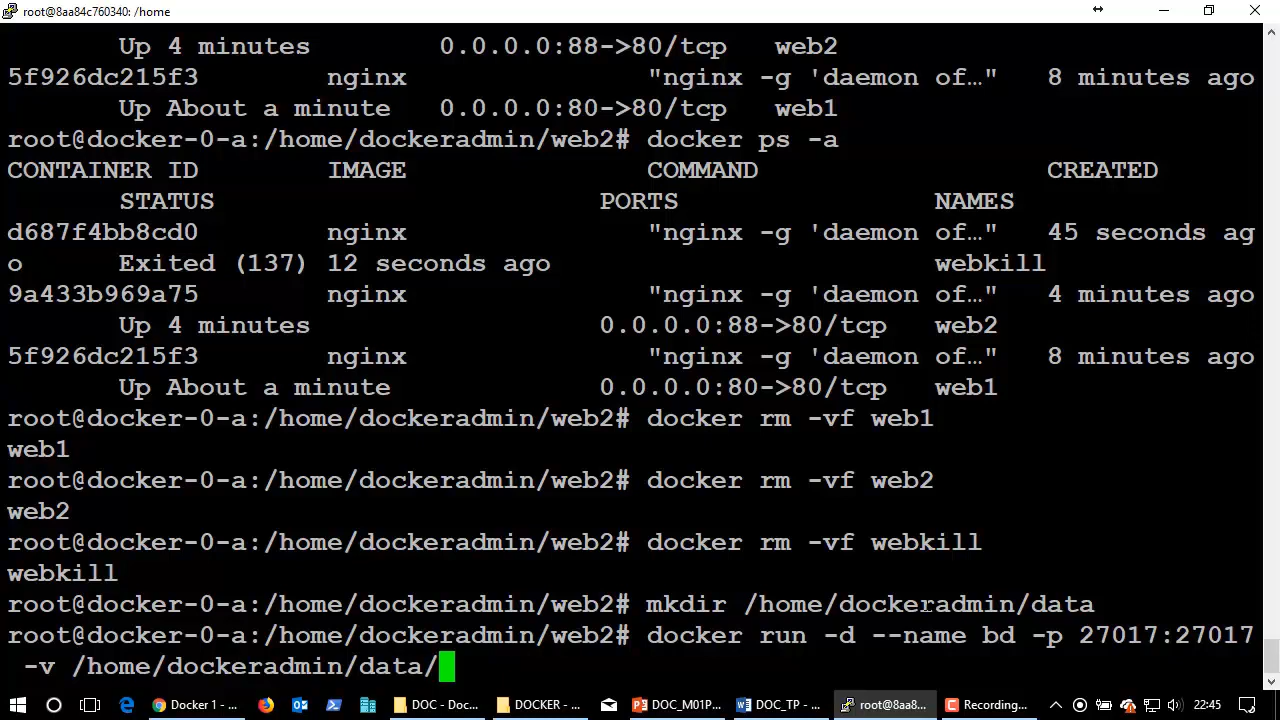 root@8aa84c760340: /home
Up 4 minutes 0.0.0.0:88->80/tcp web2
5f926dc215f3 nginx "nginx -g 'daemon of…" 8 minutes ago
Up About a minute 0.0.0.0:80->80/tcp web1
root@docker-0-a:/home/dockeradmin/web2# docker ps -a
CONTAINER ID IMAGE COMMAND CREATED
STATUS PORTS NAMES
d687f4bb8cd0 nginx "nginx -g 'daemon of…" 45 seconds ag
o Exited (137) 12 seconds ago webkill
9a433b969a75 nginx "nginx -g 'daemon of…" 4 minutes ago
Up 4 minutes 0.0.0.0:88->80/tcp web2
5f926dc215f3 nginx "nginx -g 'daemon of…" 8 minutes ago
Up About a minute 0.0.0.0:80->80/tcp web1
root@docker-0-a:/home/dockeradmin/web2# docker rm -vf web1
web1
root@docker-0-a:/home/dockeradmin/web2# docker rm -vf web2
web2
root@docker-0-a:/home/dockeradmin/web2# docker rm -vf webkill
webkill
root@docker-0-a:/home/dockeradmin/web2# mkdir /home/dockeradmin/data
root@docker-0-a:/home/dockeradmin/web2# docker run -d --name bd -p 27017:27017
-v /home/dockeradmin/data/
Docker 1 - ... DOC - Doc... DOCKER - ... DOC_M01P... DOC_TP - ... root@8aa8... Recording... 22:45